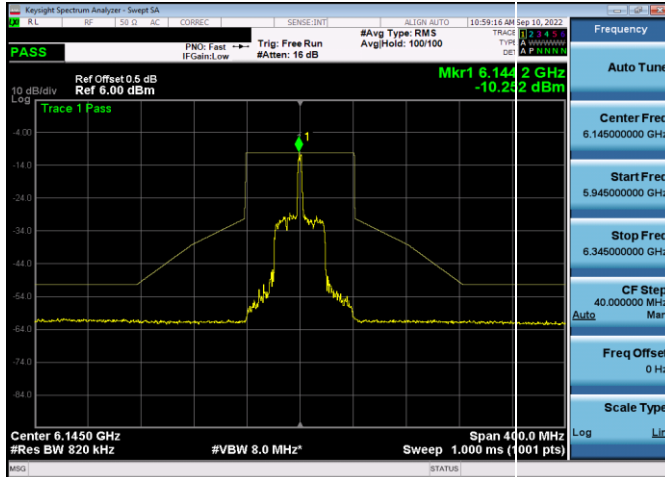 Keysight Spectrum Analyzer - Swept SA
RL RF 50 Ω AC CORREC SENSE:INT ALIGN AUTO 10:59:16 AM Sep 10, 2022
PASS
PNO: Fast
IFGain:Low
Trig: Free Run
#Atten: 16 dB
#Avg Type: RMS
Avg|Hold: 100/100
TRACE 1 2 3 4 5 6
TYPE A WWWWW
DET A P N N N N
Ref Offset 0.5 dB
10 dB/div Ref 6.00 dBm
Mkr1 6.144 2 GHz
-10.252 dBm
Log
Trace 1 Pass
1
-4.00
-14.0
-24.0
-34.0
-44.0
-54.0
-64.0
-74.0
-84.0
Center 6.1450 GHz Span 400.0 MHz
#Res BW 820 kHz #VBW 8.0 MHz* Sweep 1.000 ms (1001 pts)
MSG STATUS
Frequency
Auto Tune
Center Freq
6.145000000 GHz
Start Freq
5.945000000 GHz
Stop Freq
6.345000000 GHz
CF Step
40.000000 MHz
Auto Man
Freq Offset
0 Hz
Scale Type
Log Lin